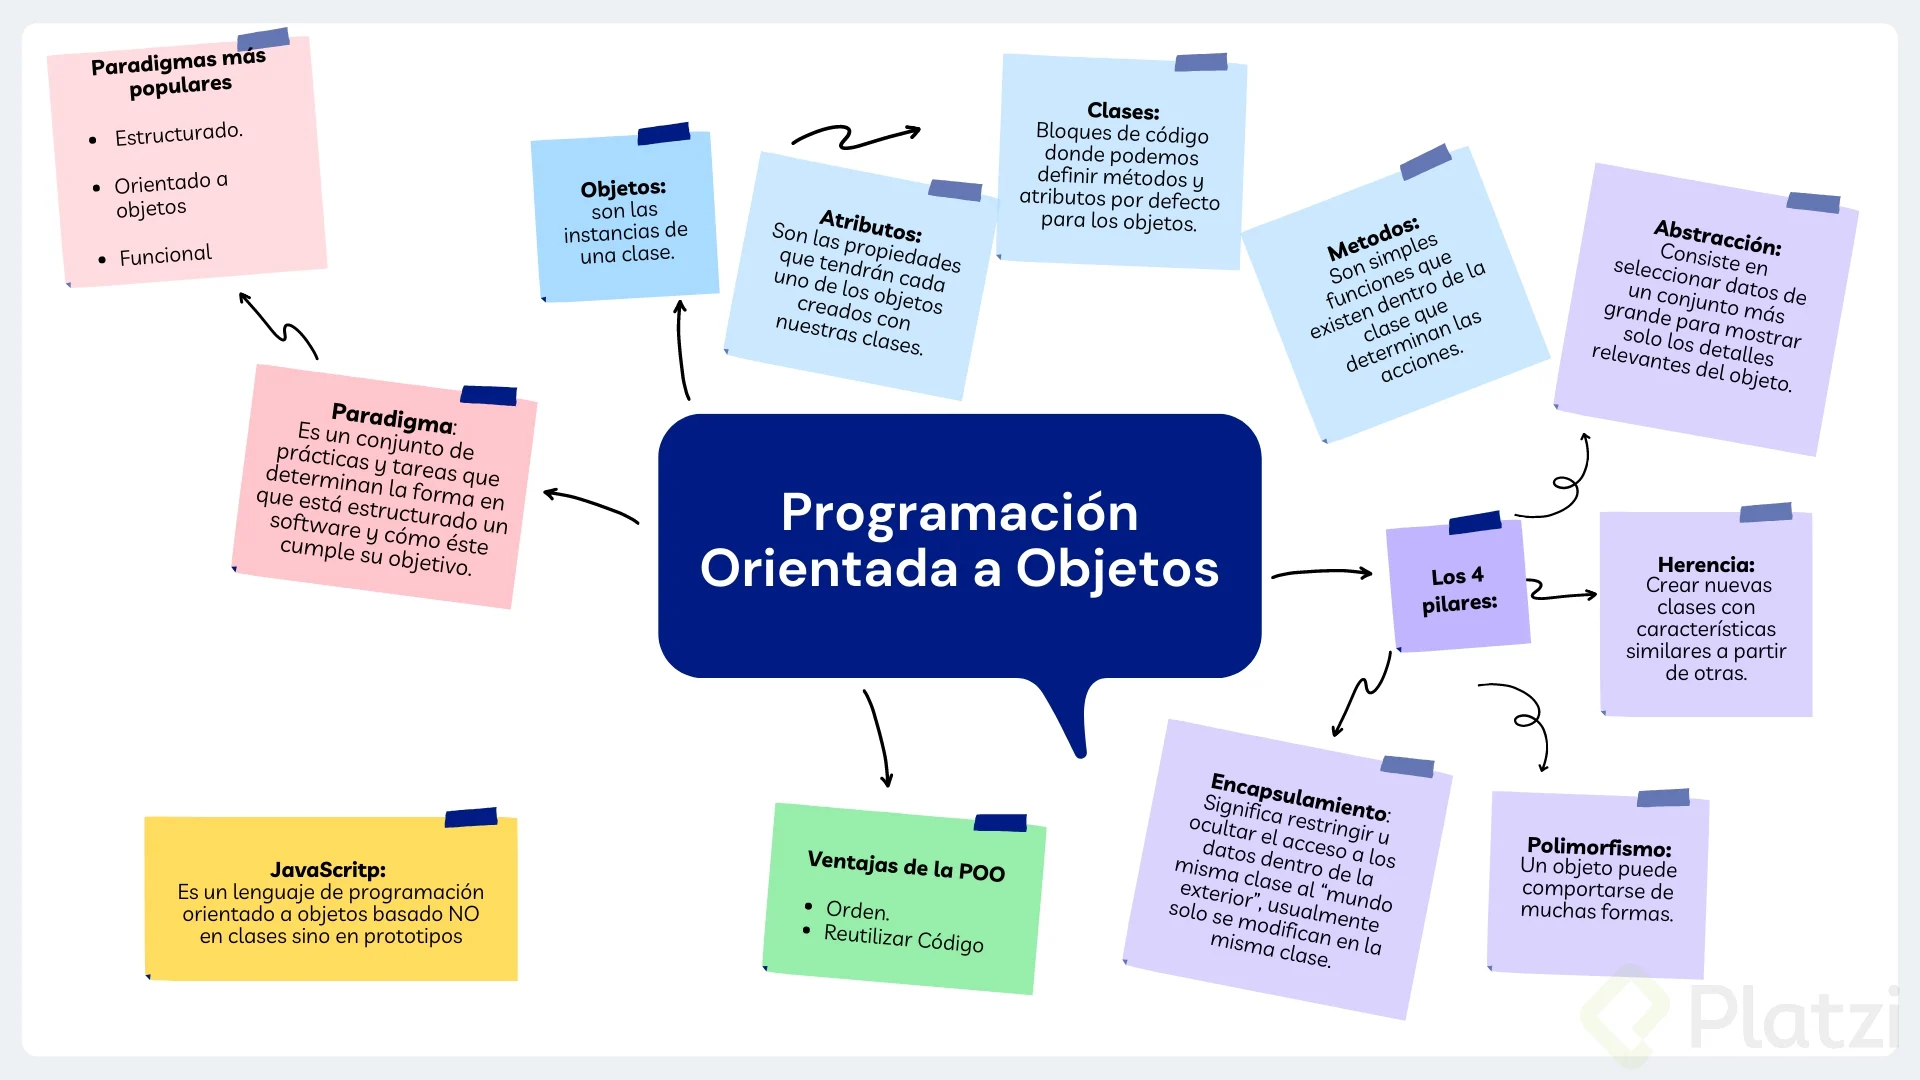 Paradigmas más
populares
Estructurado.
Orientado a
objetos
Funcional
Paradigma:
Es un conjunto de
prácticas y tareas que
determinan la forma en
que está estructurado un
software y cómo éste
cumple su objetivo.
Objetos:
son las
instancias de
una clase.
Atributos:
Son las propiedades
que tendrán cada
uno de los objetos
creados con
nuestras clases.
Clases:
Bloques de código
donde podemos
definir métodos y
atributos por defecto
para los objetos.
Metodos:
Son simples
funciones que
existen dentro de la
clase que
determinan las
acciones.
Abstracción:
Consiste en
seleccionar datos de
un conjunto más
grande para mostrar
solo los detalles
relevantes del objeto.
Programación
Orientada a Objetos
Los 4
pilares:
Herencia:
Crear nuevas
clases con
características
similares a partir
de otras.
Encapsulamiento:
Significa restringir u
ocultar el acceso a los
datos dentro de la
misma clase al “mundo
exterior”, usualmente
solo se modifican en la
misma clase.
Polimorfismo:
Un objeto puede
comportarse de
muchas formas.
Ventajas de la POO
Orden.
Reutilizar Código
JavaScritp:
Es un lenguaje de programación
orientado a objetos basado NO
en clases sino en prototipos
Platzi